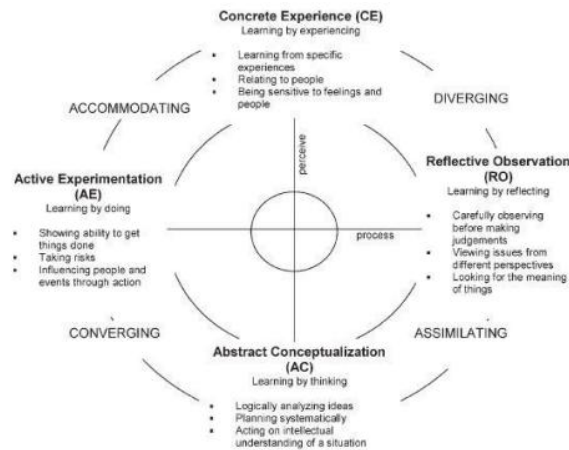 Concrete Experience (CE)
Learning by experiencing
▪ Learning from specific
experiences
▪ Relating to people
▪ Being sensitive to feelings and
people
ACCOMMODATING
DIVERGING
perceive
Active Experimentation
(AE)
Learning by doing
▪ Showing ability to get
things done
▪ Taking risks
▪ Influencing people and
events through action
process
Reflective Observation
(RO)
Learning by reflecting
▪ Carefully observing
before making
judgements
▪ Viewing issues from
different perspectives
▪ Looking for the meaning
of things
CONVERGING
ASSIMILATING
Abstract Conceptualization
(AC)
Learning by thinking
▪ Logically analyzing ideas
▪ Planning systematically
▪ Acting on intellectual
understanding of a situation